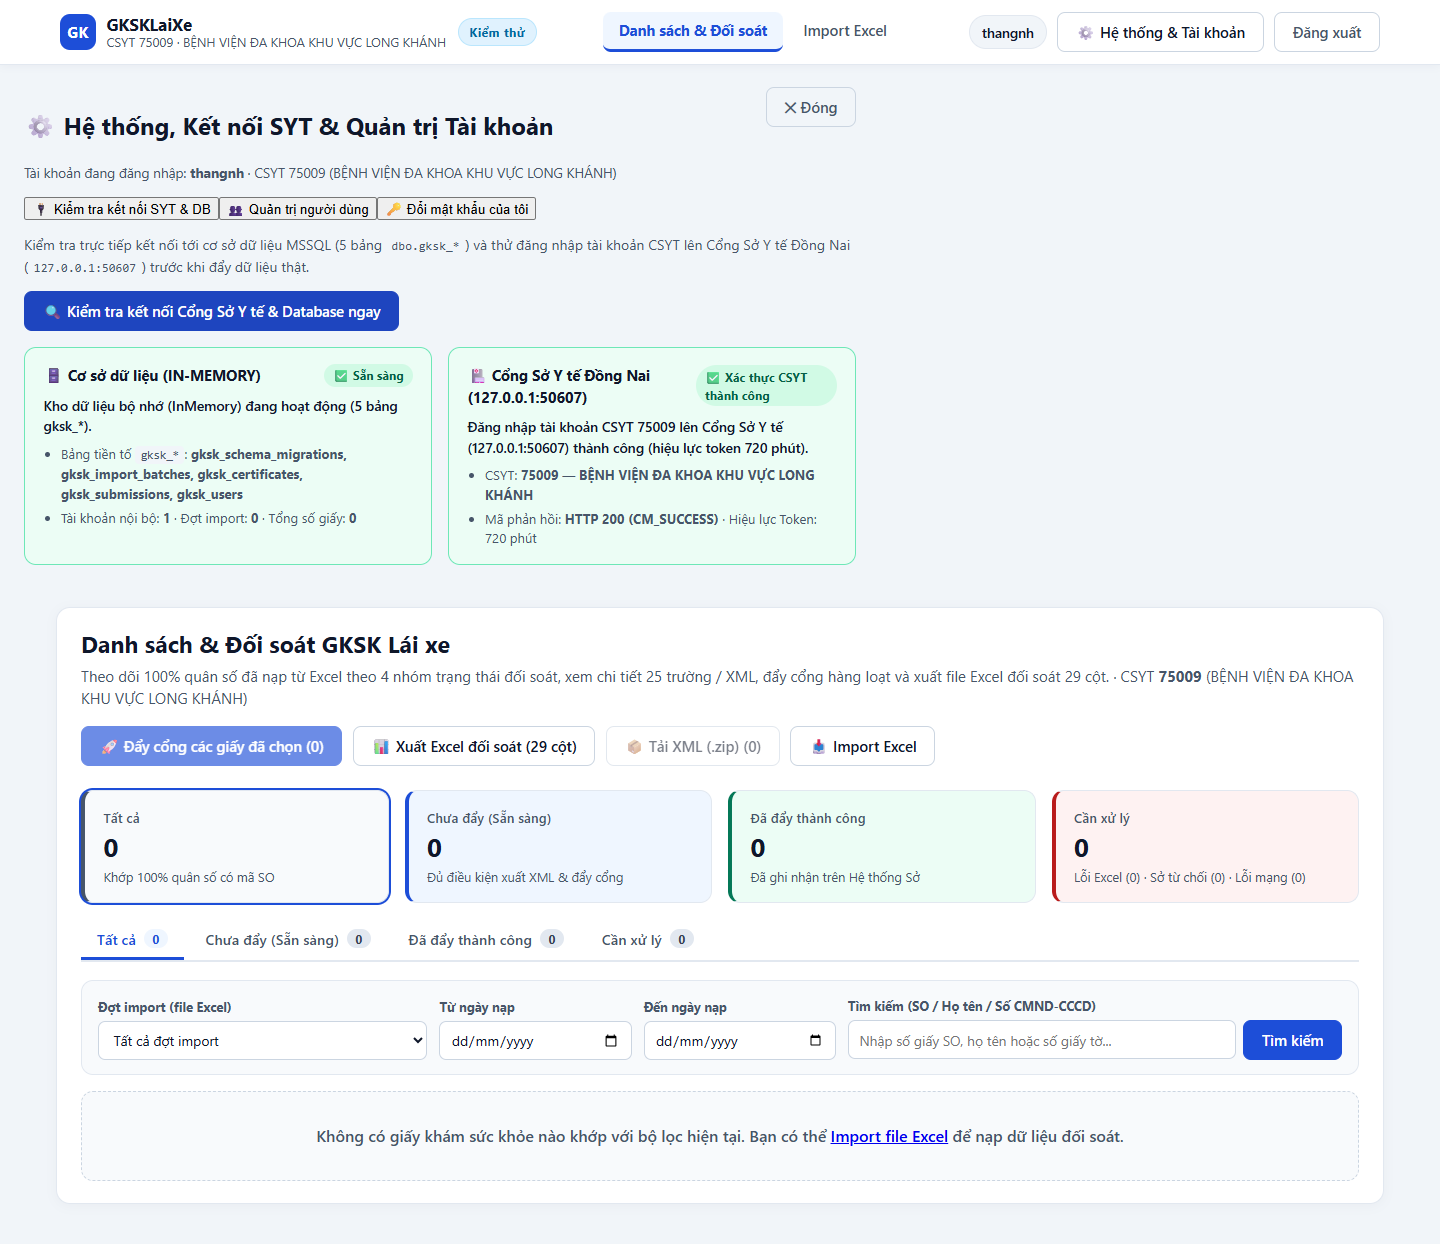 GK
GKSKLaiXe
CSYT 75009 · BỆNH VIỆN ĐA KHOA KHU VỰC LONG KHÁNH
Kiểm thử
Danh sách & Đối soát
Import Excel
thangnh
Hệ thống & Tài khoản
Đăng xuất
Hệ thống, Kết nối SYT & Quản trị Tài khoản
Đóng
Tài khoản đang đăng nhập: thangnh · CSYT 75009 (BỆNH VIỆN ĐA KHOA KHU VỰC LONG KHÁNH)
Kiểm tra kết nối SYT & DB
Quản trị người dùng
Đổi mật khẩu của tôi
Kiểm tra trực tiếp kết nối tới cơ sở dữ liệu MSSQL (5 bảng dbo.gksk_* ) và thử đăng nhập tài khoản CSYT lên Cổng Sở Y tế Đồng Nai
( 127.0.0.1:50607 ) trước khi đẩy dữ liệu thật.
Kiểm tra kết nối Cổng Sở Y tế & Database ngay
Cơ sở dữ liệu (IN-MEMORY)
Sẵn sàng
Kho dữ liệu bộ nhớ (InMemory) đang hoạt động (5 bảng
gksk_*).
Bảng tiền tố gksk_* : gksk_schema_migrations,
gksk_import_batches, gksk_certificates,
gksk_submissions, gksk_users
Tài khoản nội bộ: 1 · Đợt import: 0 · Tổng số giấy: 0
Cổng Sở Y tế Đồng Nai
(127.0.0.1:50607)
Xác thực CSYT
thành công
Đăng nhập tài khoản CSYT 75009 lên Cổng Sở Y tế
(127.0.0.1:50607) thành công (hiệu lực token 720 phút).
CSYT: 75009 — BỆNH VIỆN ĐA KHOA KHU VỰC LONG
KHÁNH
Mã phản hồi: HTTP 200 (CM_SUCCESS) · Hiệu lực Token:
720 phút
Danh sách & Đối soát GKSK Lái xe
Theo dõi 100% quân số đã nạp từ Excel theo 4 nhóm trạng thái đối soát, xem chi tiết 25 trường / XML, đẩy cổng hàng loạt và xuất file Excel đối soát 29 cột. · CSYT 75009 (BỆNH VIỆN ĐA KHOA
KHU VỰC LONG KHÁNH)
Đẩy cổng các giấy đã chọn (0)
Xuất Excel đối soát (29 cột)
Tải XML (.zip) (0)
Import Excel
Tất cả
0
Khớp 100% quân số có mã SO
Chưa đẩy (Sẵn sàng)
0
Đủ điều kiện xuất XML & đẩy cổng
Đã đẩy thành công
0
Đã ghi nhận trên Hệ thống Sở
Cần xử lý
0
Lỗi Excel (0) · Sở từ chối (0) · Lỗi mạng (0)
Tất cả 0
Chưa đẩy (Sẵn sàng) 0
Đã đẩy thành công 0
Cần xử lý 0
Đợt import (file Excel)
Tất cả đợt import
Từ ngày nạp
dd/mm/yyyy
Đến ngày nạp
dd/mm/yyyy
Tìm kiếm (SO / Họ tên / Số CMND-CCCD)
Nhập số giấy SO, họ tên hoặc số giấy tờ...
Tìm kiếm
Không có giấy khám sức khỏe nào khớp với bộ lọc hiện tại. Bạn có thể Import file Excel để nạp dữ liệu đối soát.